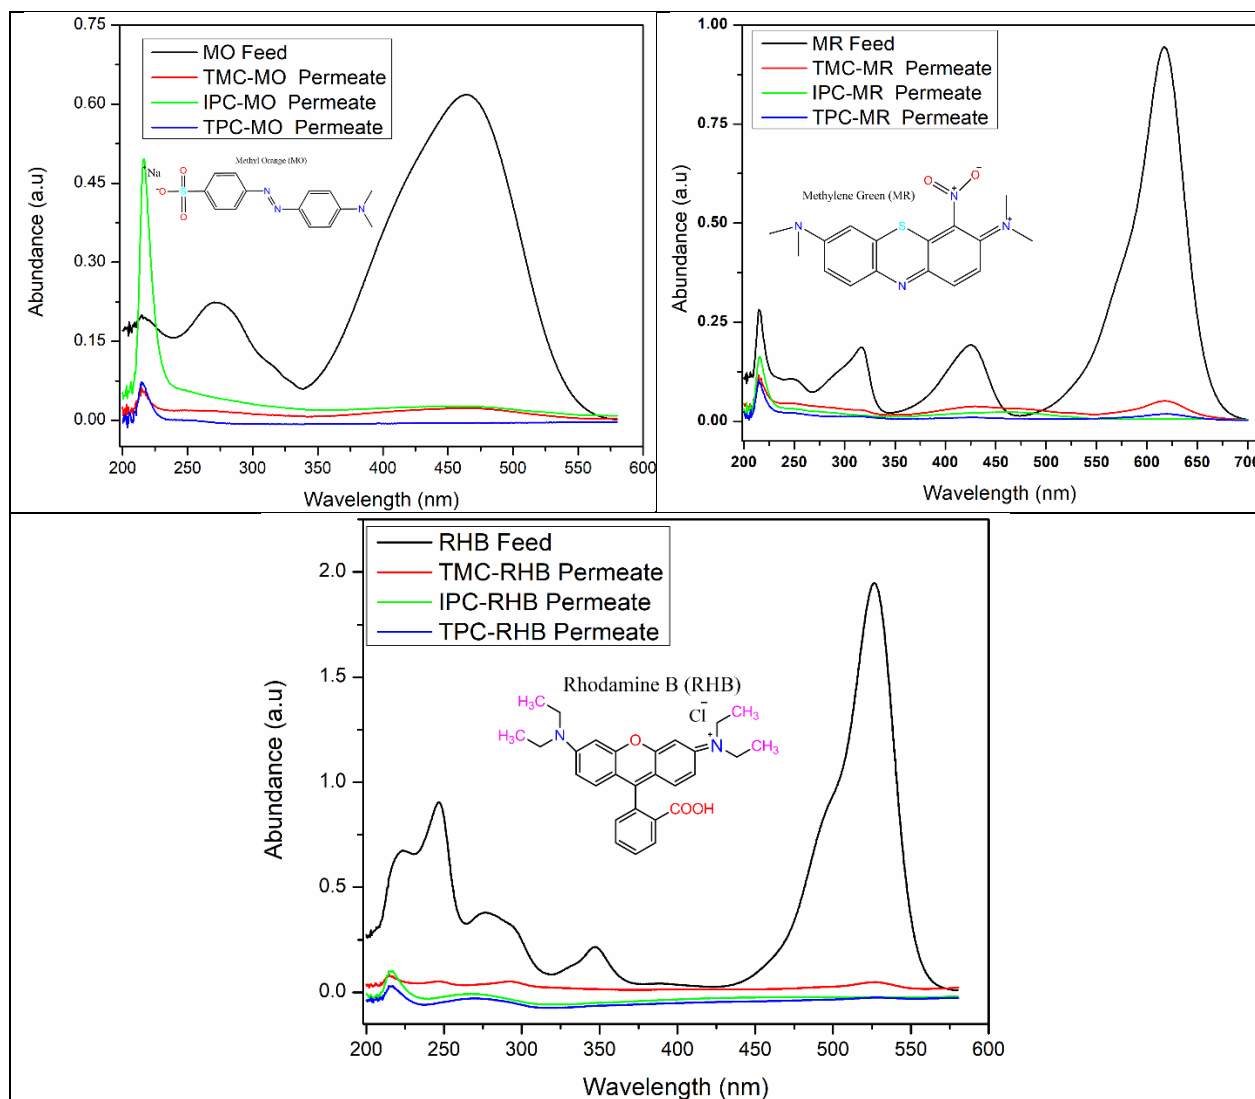 0.75
0.60
0.45
0.30
0.15
0.00
Abundance (a.u)
MO Feed
TMC-MO Permeate
IPC-MO Permeate
TPC-MO Permeate
Methyl Orange (MO)
+Na
-O
O
S
O
N
N
N
200 250 300 350 400 450 500 550 600
Wavelength (nm)
1.00
0.75
0.50
0.25
0.00
Abundance (a.u)
MR Feed
TMC-MR Permeate
IPC-MR Permeate
TPC-MR Permeate
Methylene Green (MR)
O
O-
N+
N
S
N+
N
200 250 300 350 400 450 500 550 600 650 700
Wavelength (nm)
2.0
1.5
1.0
0.5
0.0
Abundance (a.u)
RHB Feed
TMC-RHB Permeate
IPC-RHB Permeate
TPC-RHB Permeate
Rhodamine B (RHB)
H₃C
H₃C
N
O
Cl-
N+
CH₃
CH₃
COOH
200 250 300 350 400 450 500 550 600
Wavelength (nm)